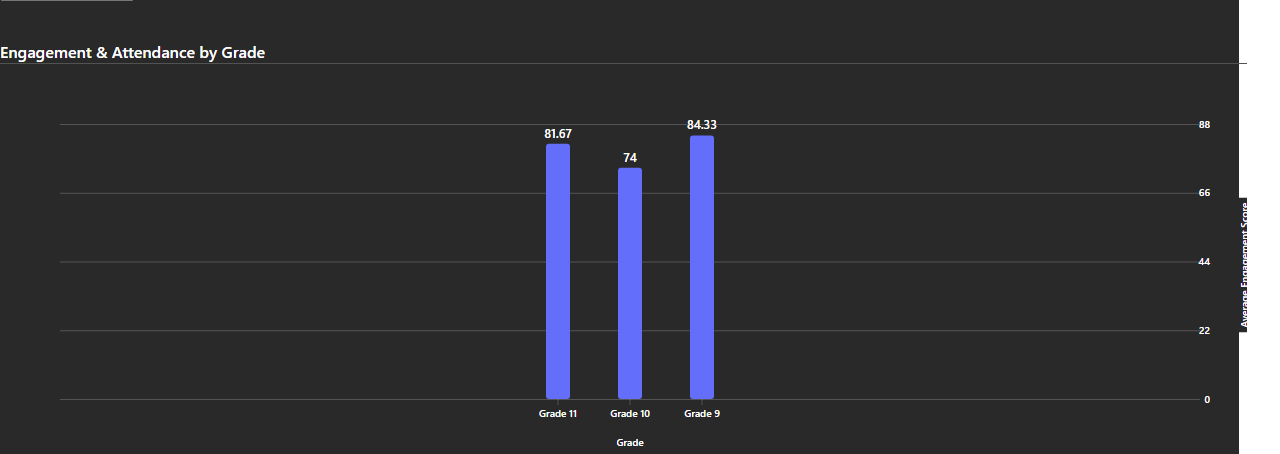 Engagement & Attendance by Grade
81.67
74
84.33
88
66
44
22
0
Average Engagement Score
Grade 11
Grade 10
Grade 9
Grade